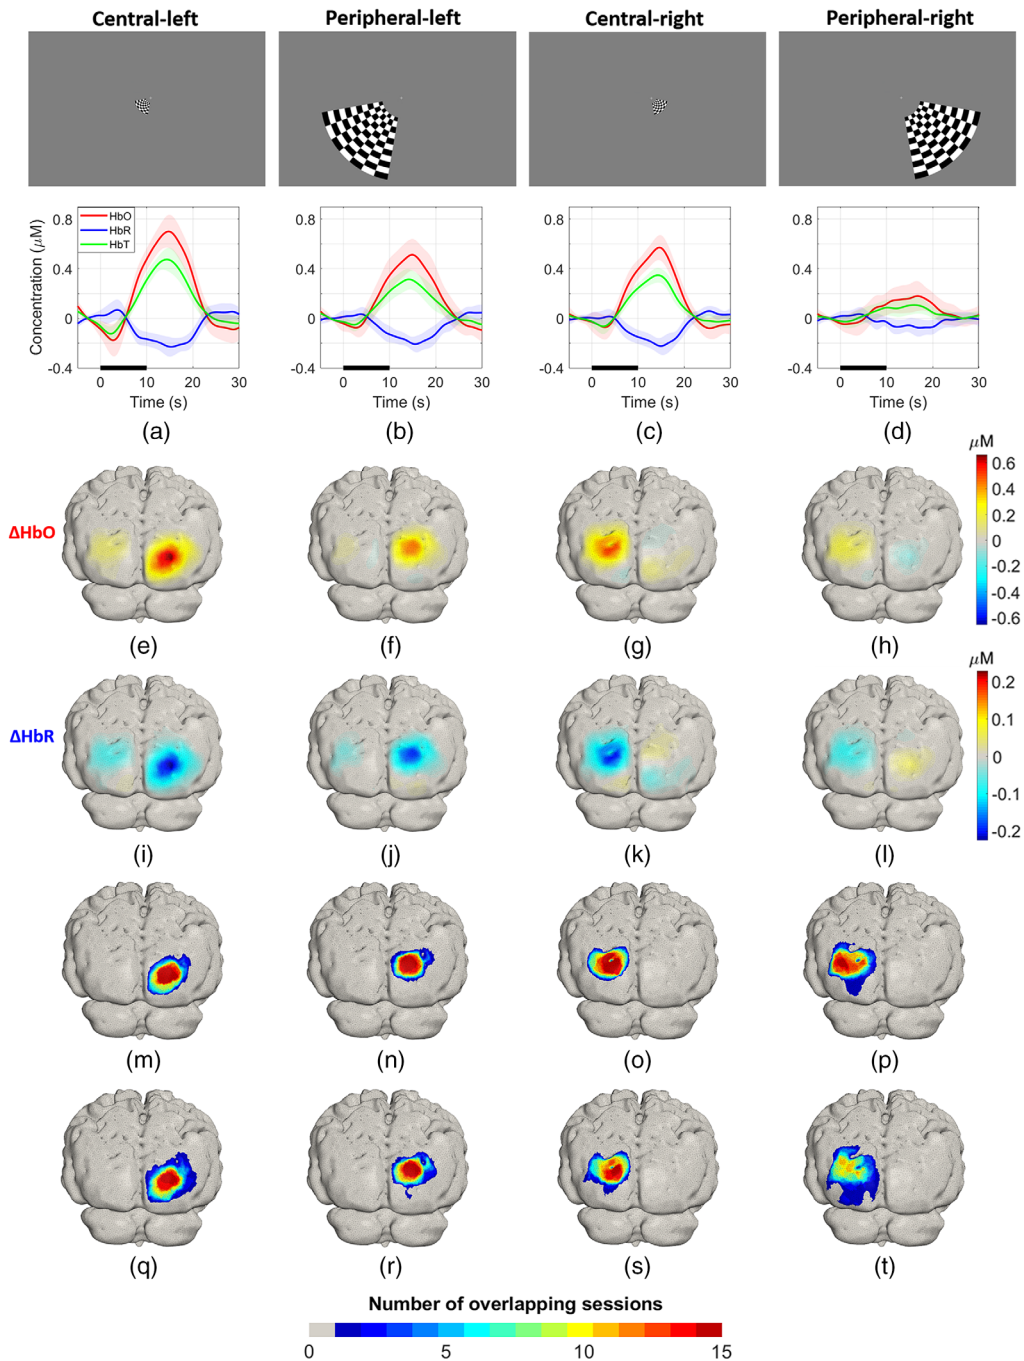 Central-left
Peripheral-left
Central-right
Peripheral-right
Concentration (μM)
0.8
0.4
0
-0.4
HbO
HbR
HbT
0 10 20 30
Time (s)
0.8
0.4
0
-0.4
0 10 20 30
Time (s)
0.8
0.4
0
-0.4
0 10 20 30
Time (s)
0.8
0.4
0
-0.4
0 10 20 30
Time (s)
(a)
(b)
(c)
(d)
μM
0.6
0.4
0.2
0
-0.2
-0.4
-0.6
ΔHbO
(e)
(f)
(g)
(h)
μM
0.2
0.1
0
-0.1
-0.2
ΔHbR
(i)
(j)
(k)
(l)
(m)
(n)
(o)
(p)
(q)
(r)
(s)
(t)
Number of overlapping sessions
0 5 10 15